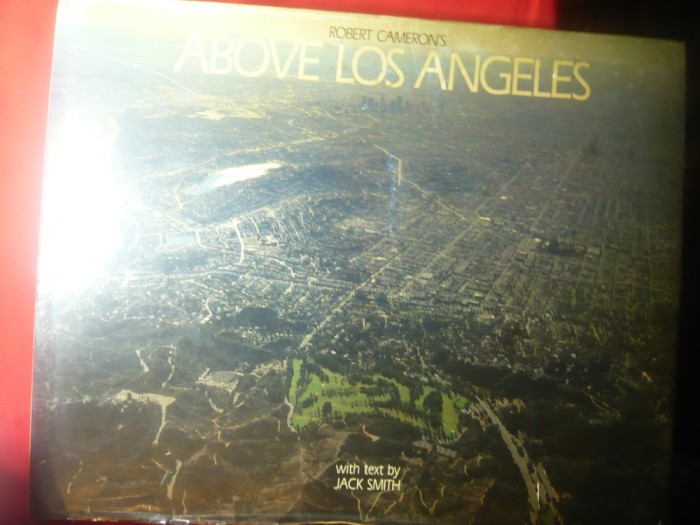 ROBERT CAMERON'S
ABOVE LOS ANGELES
with text by
JACK SMITH